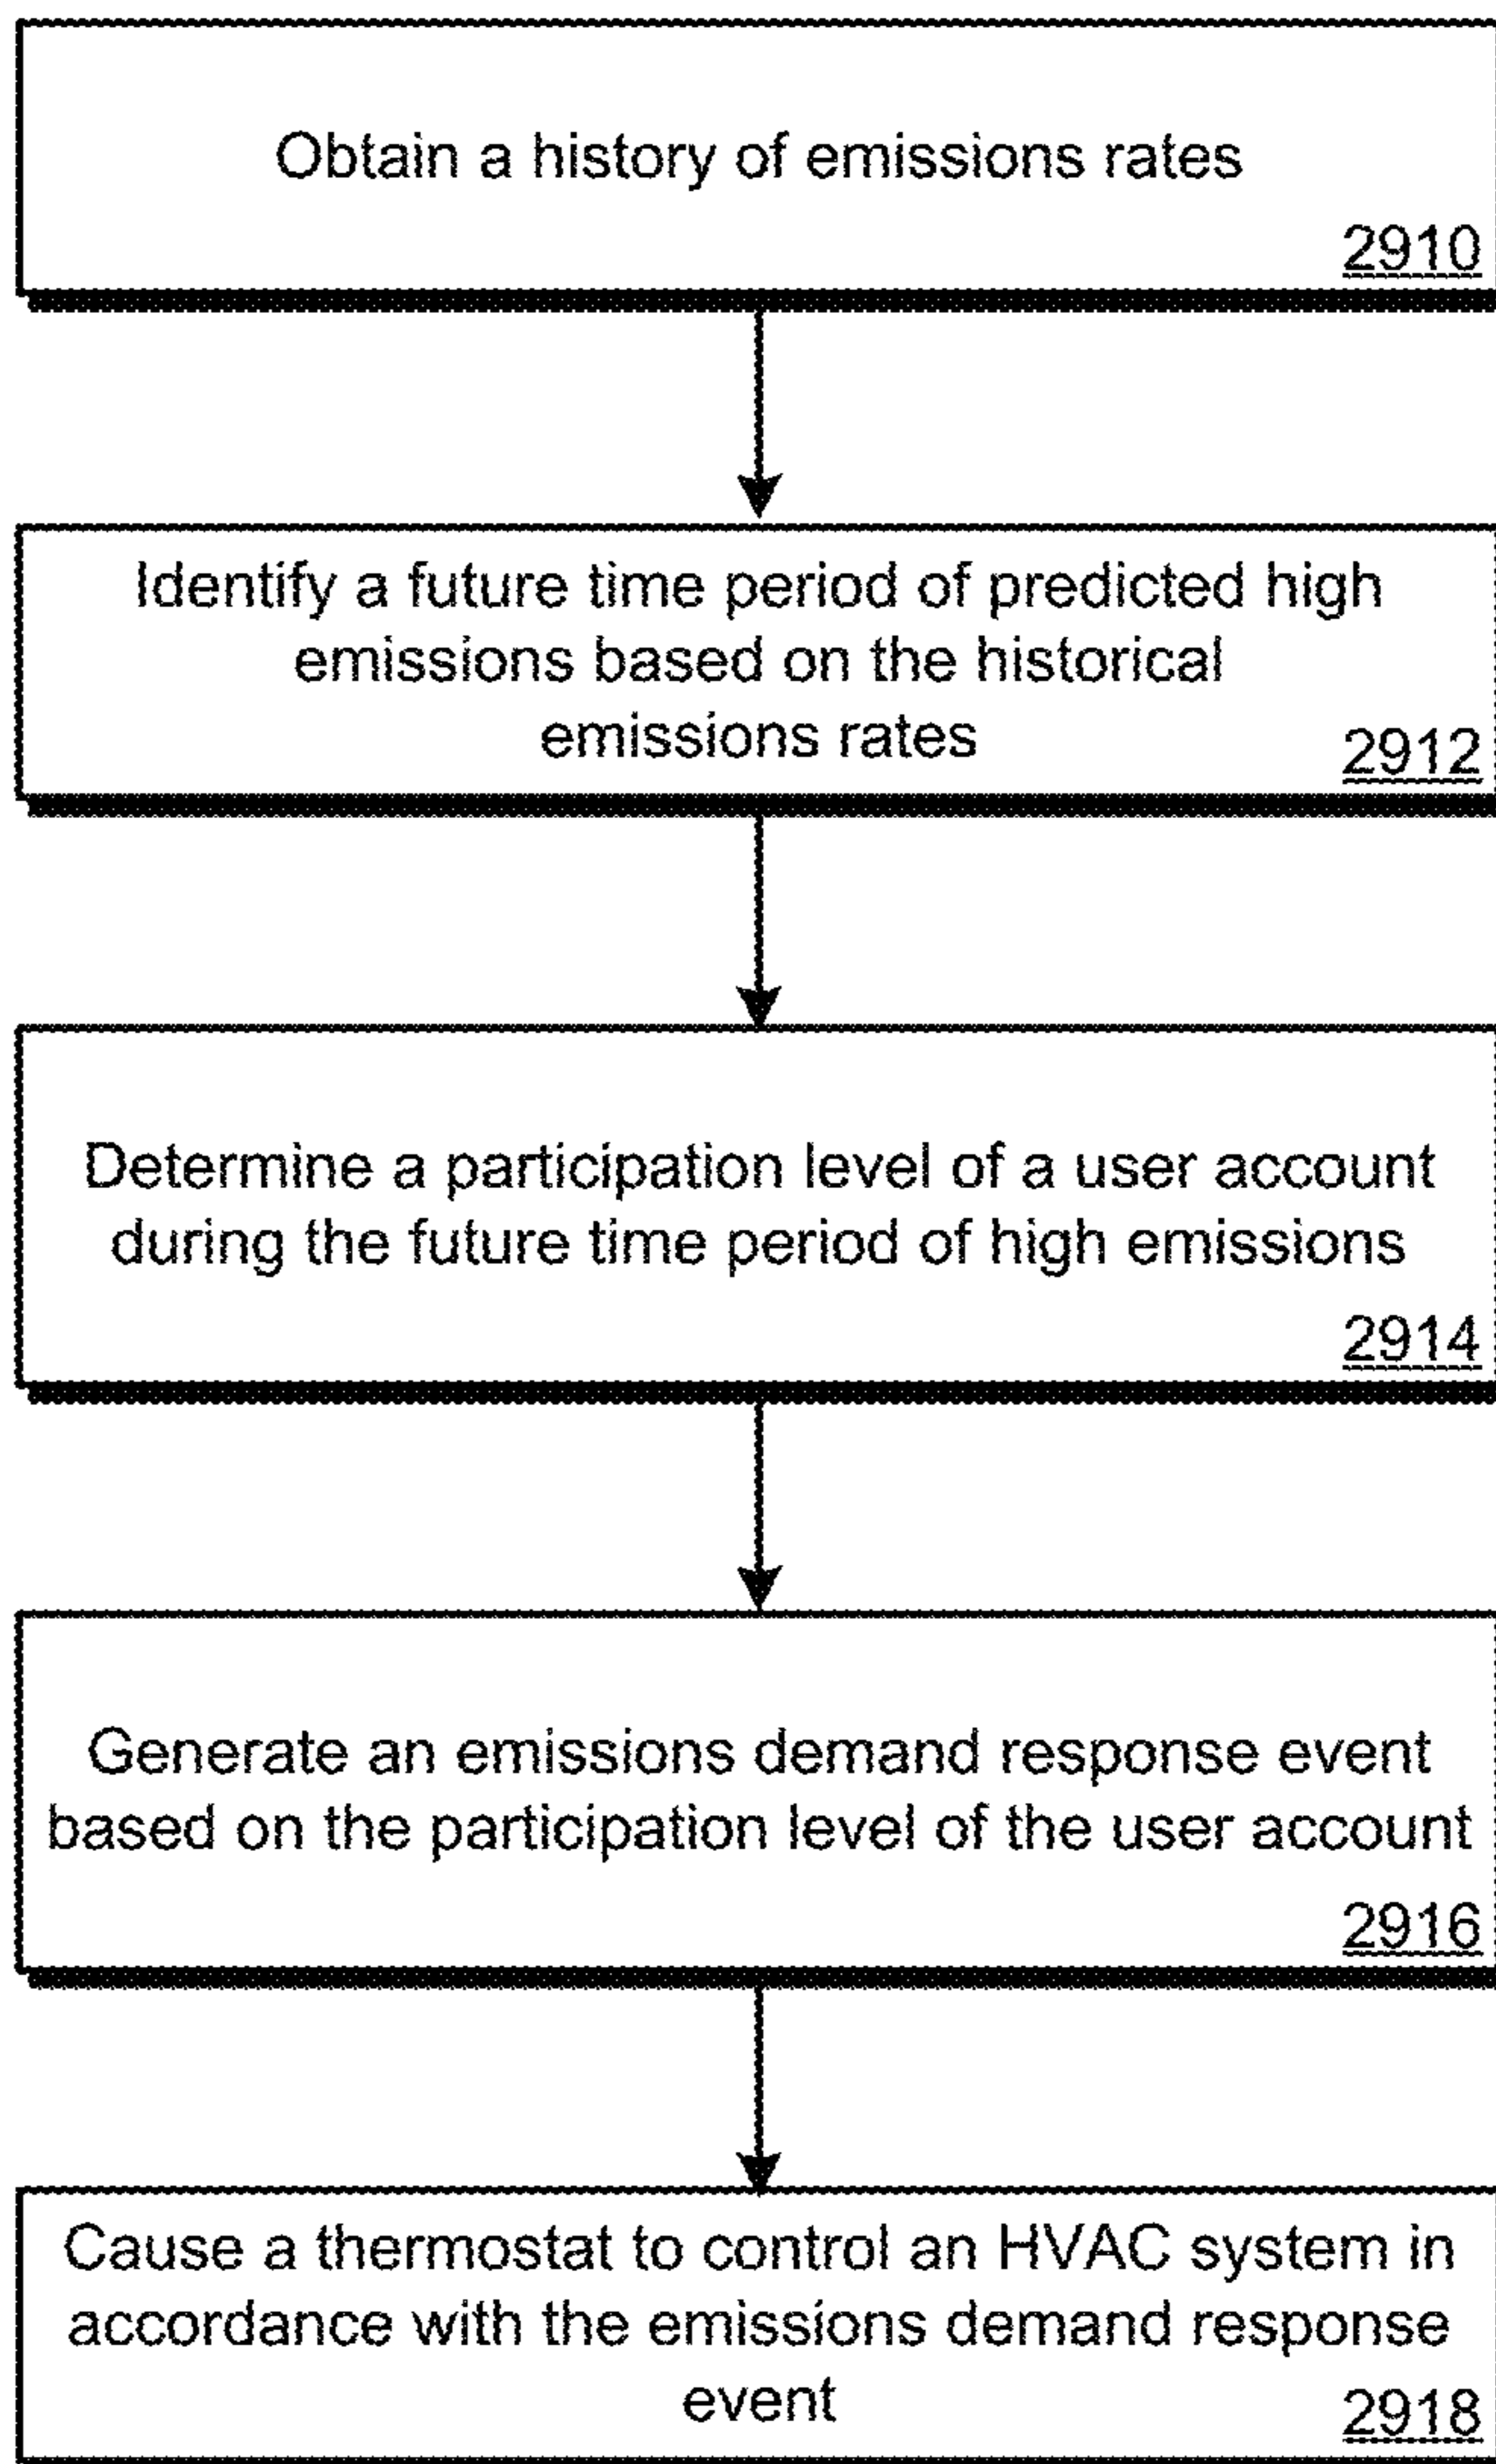 Obtain a history of emissions rates
2910
Identify a future time period of predicted high
emissions based on the historical
emissions rates
2912
Determine a participation level of a user account
during the future time period of high emissions
2914
Generate an emissions demand response event
based on the participation level of the user account
2916
Cause a thermostat to control an HVAC system in
accordance with the emissions demand response
event
2918